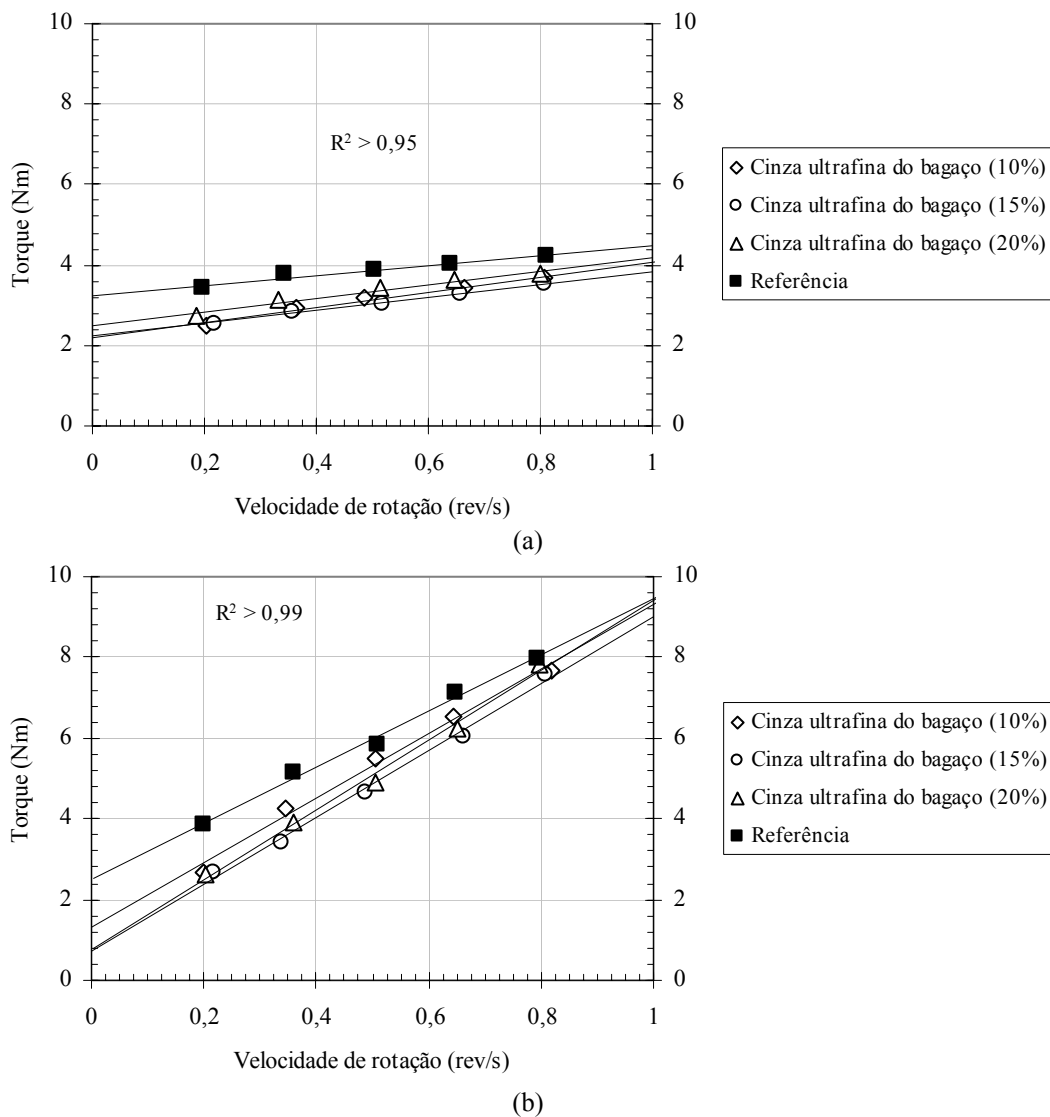 10
10
8
8
6
6
4
4
2
2
0
0
0
0,2
0,4
0,6
0,8
1
R² > 0,95
Torque (Nm)
Velocidade de rotação (rev/s)
Cinza ultrafina do bagaço (10%)
Cinza ultrafina do bagaço (15%)
Cinza ultrafina do bagaço (20%)
Referência
(a)
10
10
8
8
6
6
4
4
2
2
0
0
0
0,2
0,4
0,6
0,8
1
R² > 0,99
Torque (Nm)
Velocidade de rotação (rev/s)
Cinza ultrafina do bagaço (10%)
Cinza ultrafina do bagaço (15%)
Cinza ultrafina do bagaço (20%)
Referência
(b)